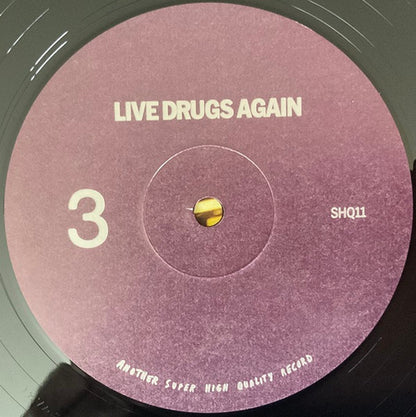 LIVE DRUGS AGAIN
3
SHQ11
ANOTHER SUPER HIGH QUALITY RECORD